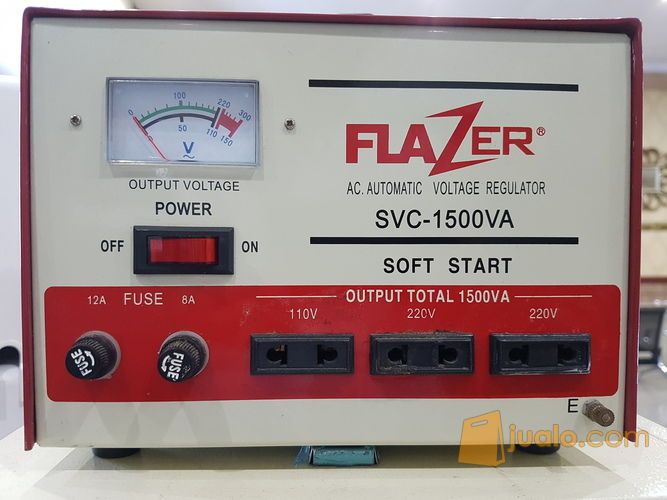 0 100 220 300
50 110 150
V
OUTPUT VOLTAGE
POWER
OFF ON
FLAZER®
AC. AUTOMATIC VOLTAGE REGULATOR
SVC-1500VA
SOFT START
12A FUSE 8A
OUTPUT TOTAL 1500VA
110V 220V 220V
FUSE FUSE
E
jualo.com